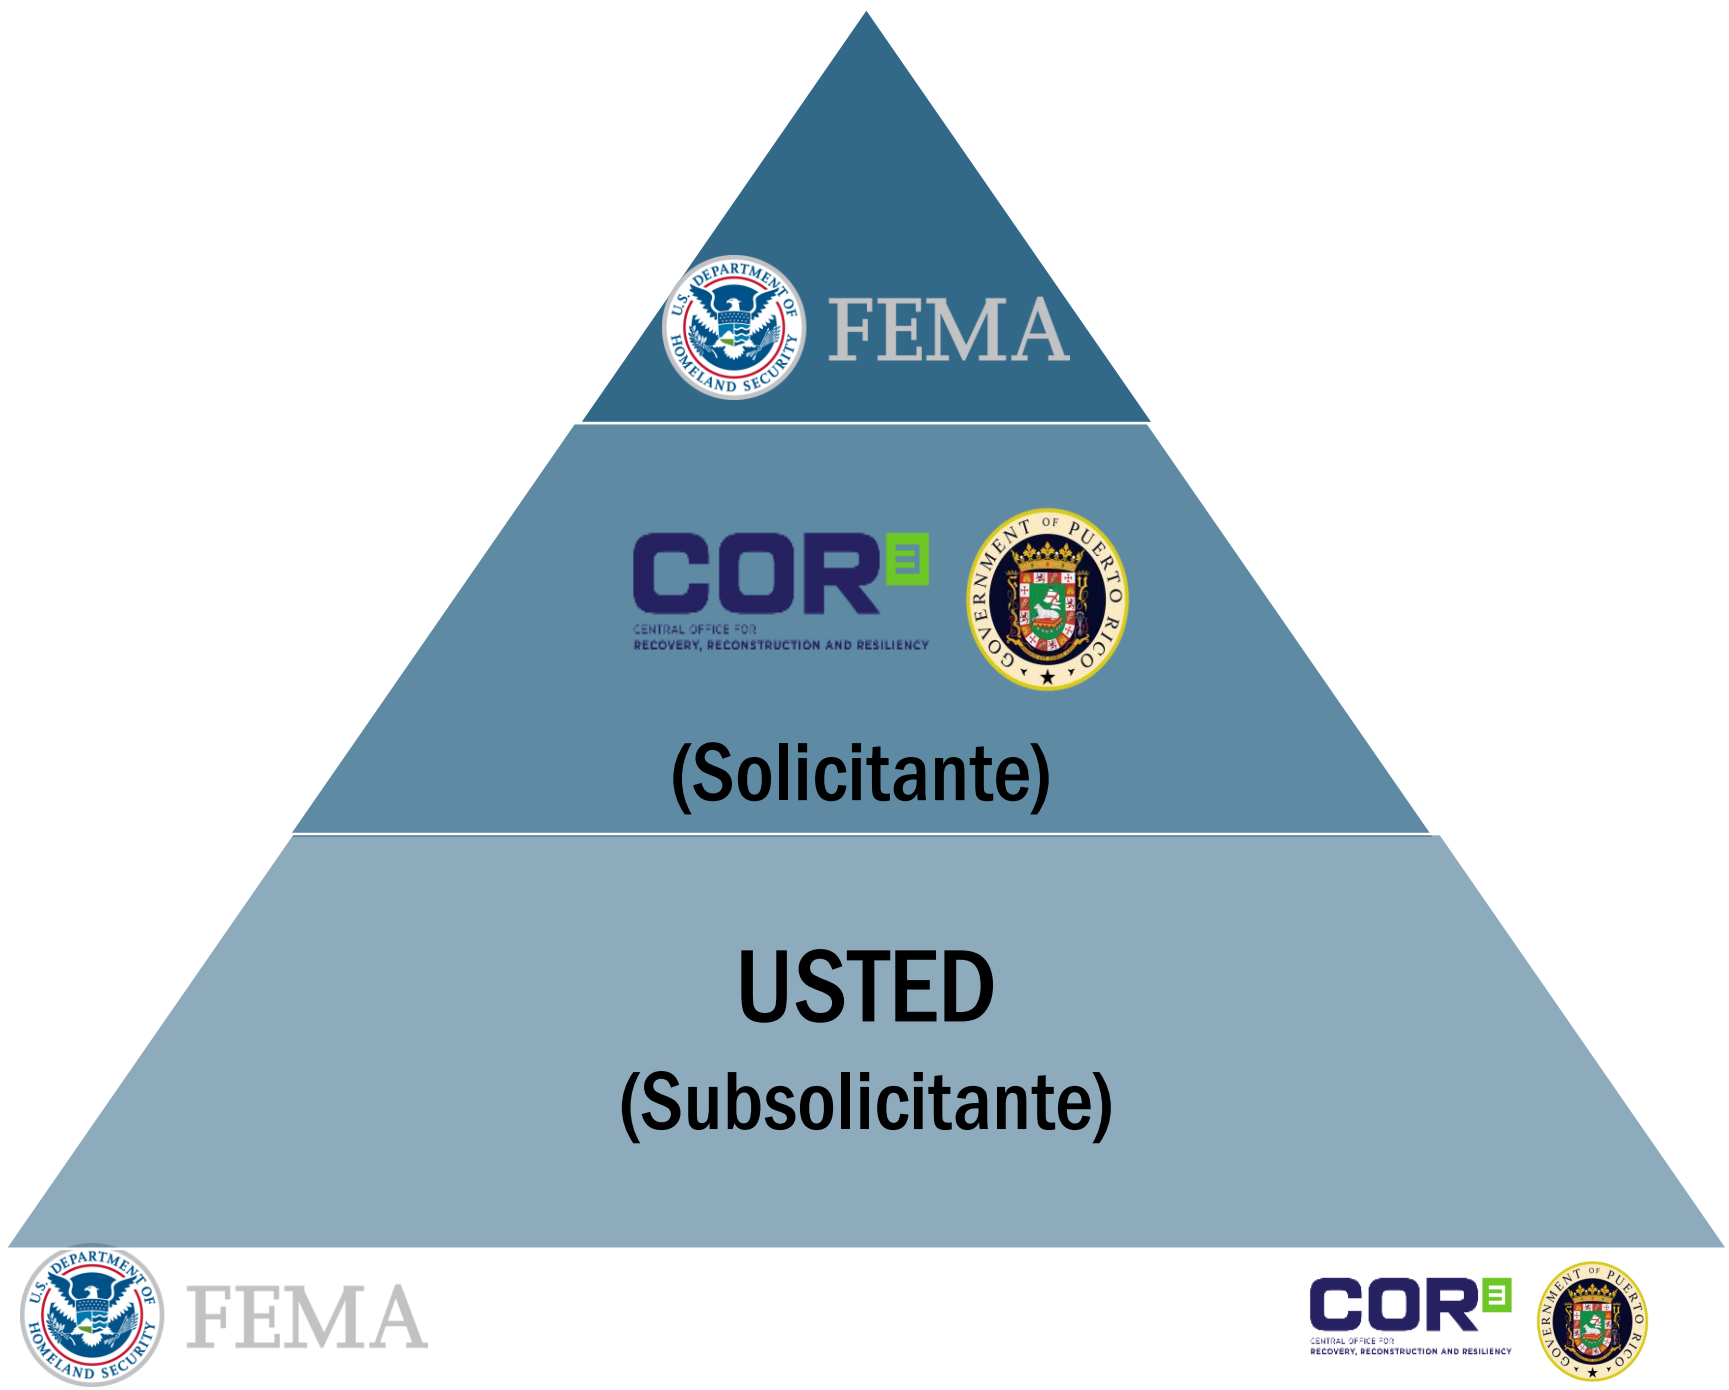 U.S. DEPARTMENT OF HOMELAND SECURITY
FEMA
COR3
CENTRAL OFFICE FOR
RECOVERY, RECONSTRUCTION AND RESILIENCY
GOVERNMENT OF PUERTO RICO
(Solicitante)
USTED
(Subsolicitante)
U.S. DEPARTMENT OF HOMELAND SECURITY
FEMA
COR3
CENTRAL OFFICE FOR
RECOVERY, RECONSTRUCTION AND RESILIENCY
GOVERNMENT OF PUERTO RICO